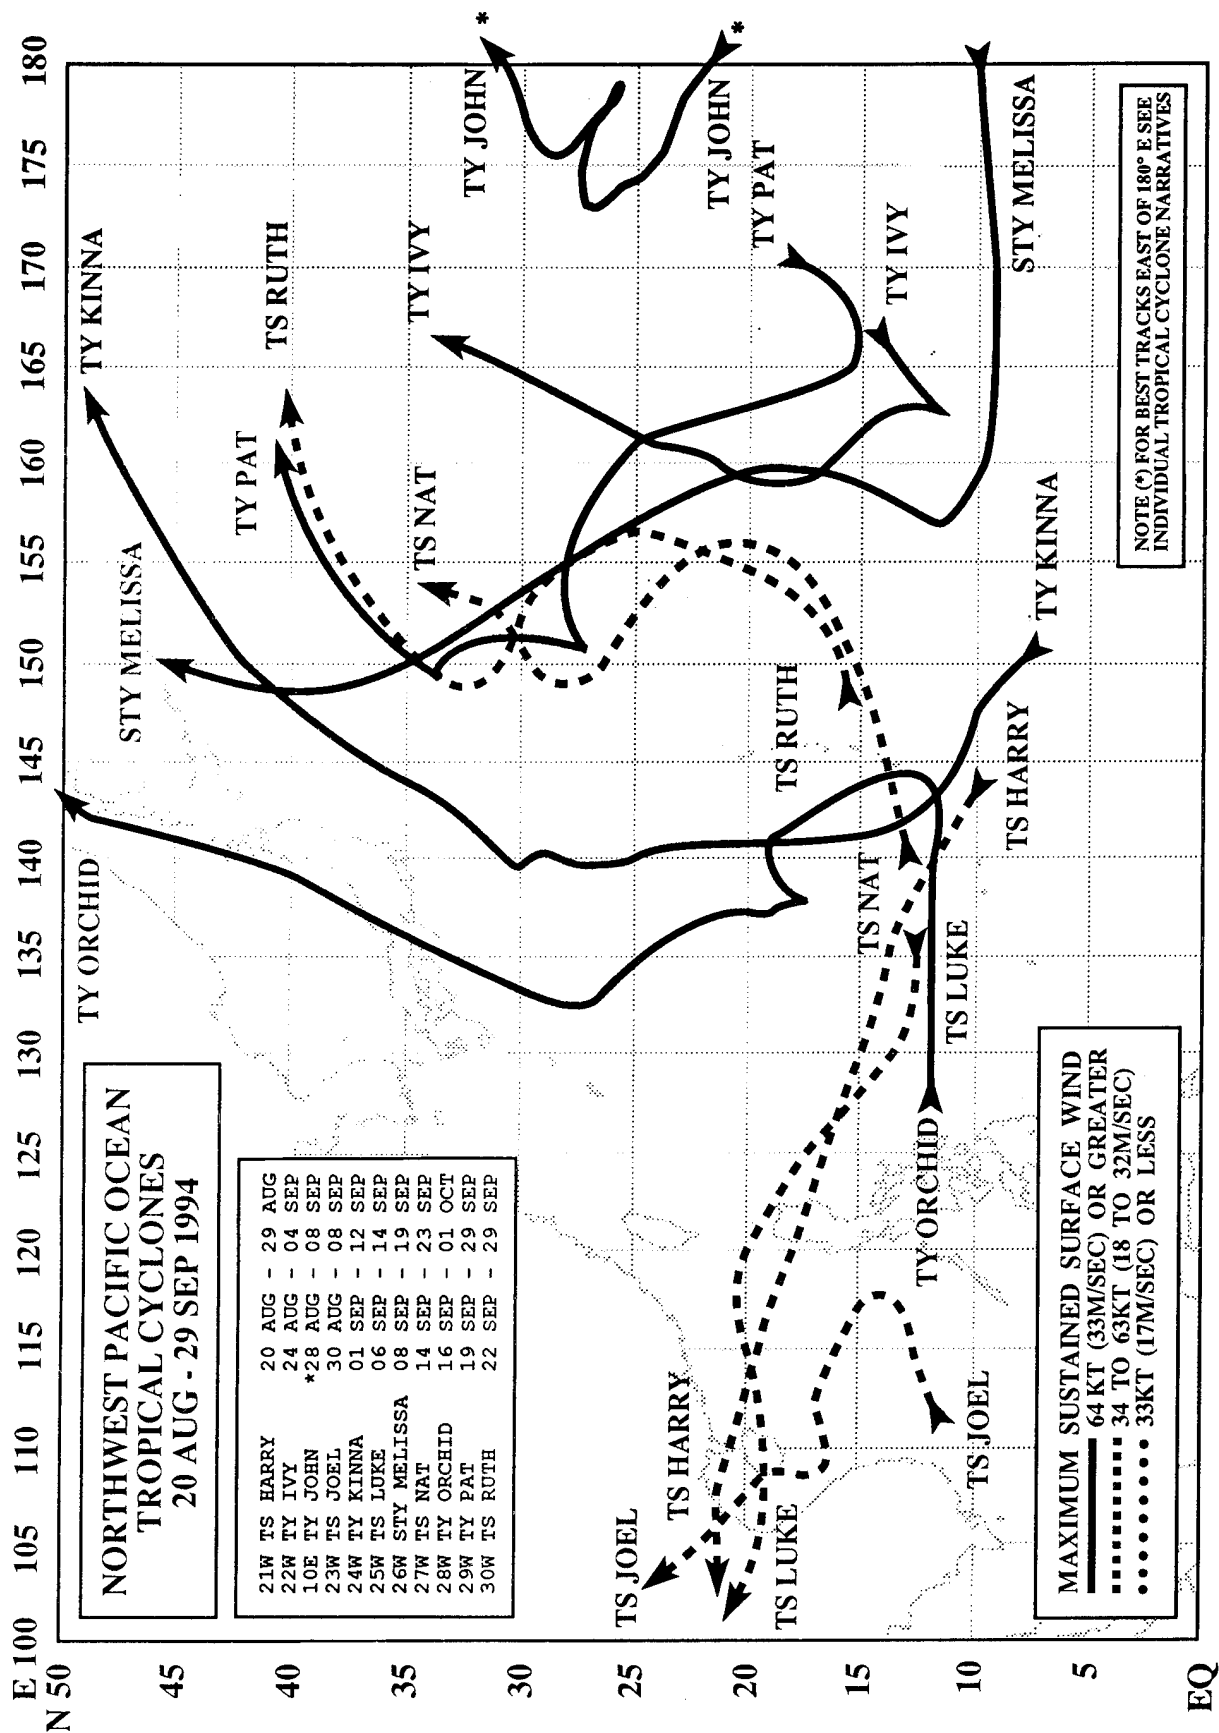 N E 100 105 110 115 120 125 130 135 140 145 150 155 160 165 170 175 180
50
45
40
35
30
25
20
15
10
5
EQ
NORTHWEST PACIFIC OCEAN
TROPICAL CYCLONES
20 AUG - 29 SEP 1994
21W TS HARRY 20 AUG - 29 AUG
22W TY IVY 24 AUG - 04 SEP
10E TY JOHN *28 AUG - 08 SEP
23W TS JOEL 30 AUG - 08 SEP
24W TY KINNA 01 SEP - 12 SEP
25W TS LUKE 06 SEP - 14 SEP
26W STY MELISSA 08 SEP - 19 SEP
27W TS NAT 14 SEP - 23 SEP
28W TY ORCHID 16 SEP - 01 OCT
29W TY PAT 19 SEP - 29 SEP
30W TS RUTH 22 SEP - 29 SEP
TY ORCHID
STY MELISSA
TY KINNA
TY PAT
TS RUTH
TS NAT
TY IVY
TY JOHN
*
*
TY JOHN
TY PAT
TY IVY
STY MELISSA
TS RUTH
TS NAT
TS HARRY
TY KINNA
TS LUKE
TY ORCHID
TS JOEL
TS HARRY
TS LUKE
TS JOEL
MAXIMUM SUSTAINED SURFACE WIND
64 KT (33M/SEC) OR GREATER
34 TO 63KT (18 TO 32M/SEC)
33KT (17M/SEC) OR LESS
NOTE (*) FOR BEST TRACKS EAST OF 180° E SEE
INDIVIDUAL TROPICAL CYCLONE NARRATIVES